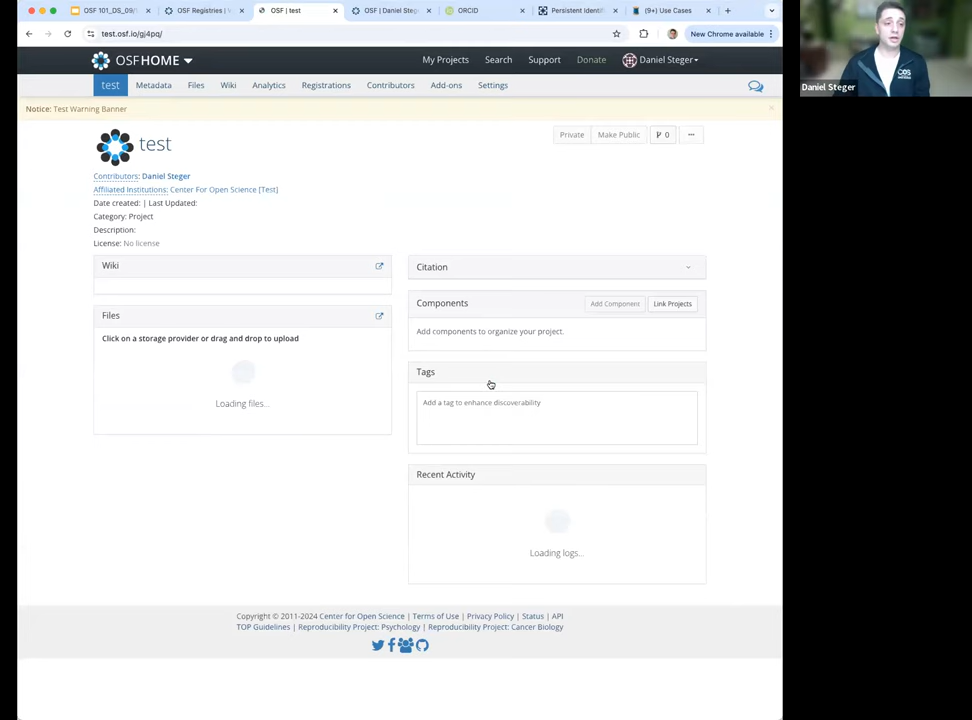 OSF 101_DS_09/
OSF Registries |
OSF | test
OSF | Daniel Steg
ORCID
Persistent Identif
(9+) Use Cases
test.osf.io/gj4pq/
New Chrome available
OSFHOME
My Projects
Search
Support
Donate
Daniel Steger
test
Metadata
Files
Wiki
Analytics
Registrations
Contributors
Add-ons
Settings
Daniel Steger
Notice: Test Warning Banner
test
Private
Make Public
0
Contributors: Daniel Steger
Affiliated Institutions: Center For Open Science [Test]
Date created: | Last Updated:
Category: Project
Description:
License: No license
Wiki
Citation
Files
Components
Add Component
Link Projects
Click on a storage provider or drag and drop to upload
Add components to organize your project.
Loading files...
Tags
Add a tag to enhance discoverability
Recent Activity
Loading logs...
Copyright © 2011-2024 Center for Open Science | Terms of Use | Privacy Policy | Status | API
TOP Guidelines | Reproducibility Project: Psychology | Reproducibility Project: Cancer Biology